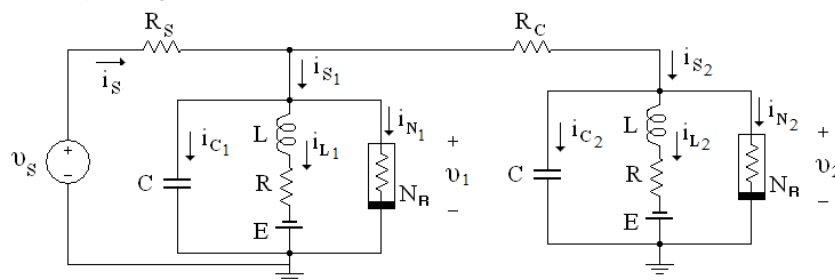 R_S
R_C
i_S
i_S1
i_S2
i_C1
L
i_L1
i_N1
+
υ_S
+
−
C
R
N_R
υ_1
E
−
i_C2
L
i_L2
i_N2
+
C
R
N_R
υ_2
E
−